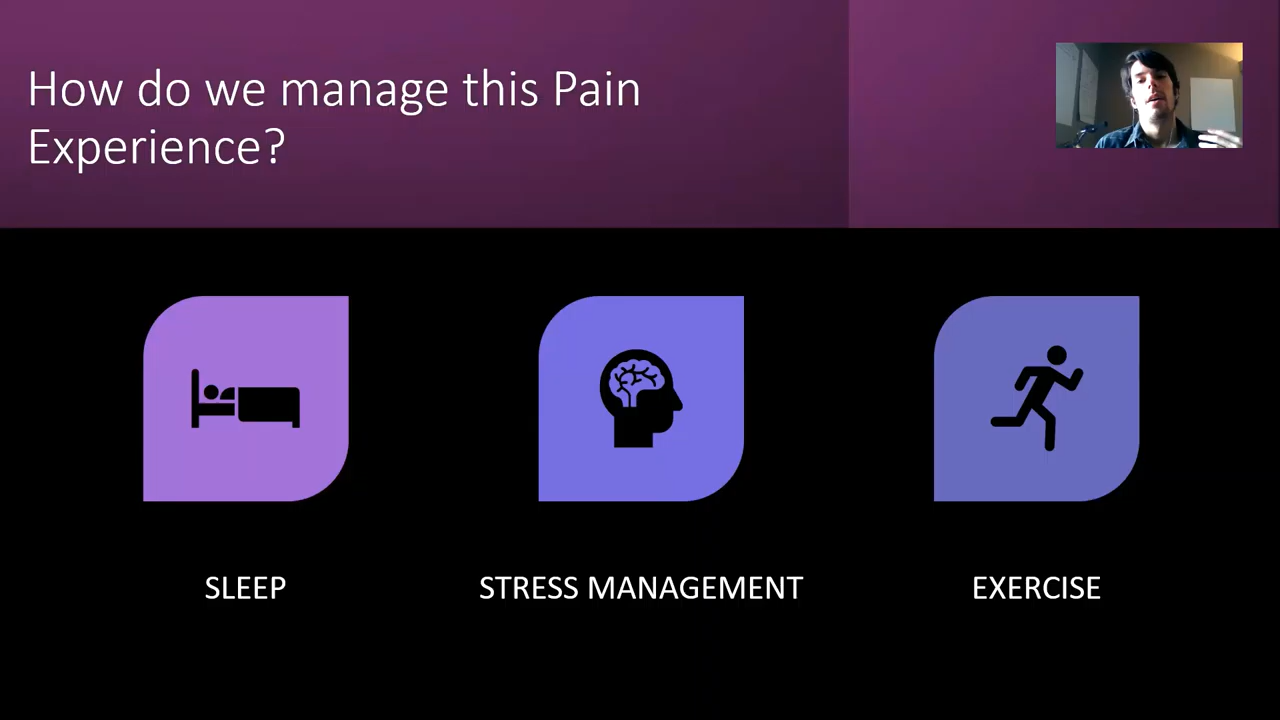 How do we manage this Pain
Experience?
SLEEP
STRESS MANAGEMENT
EXERCISE